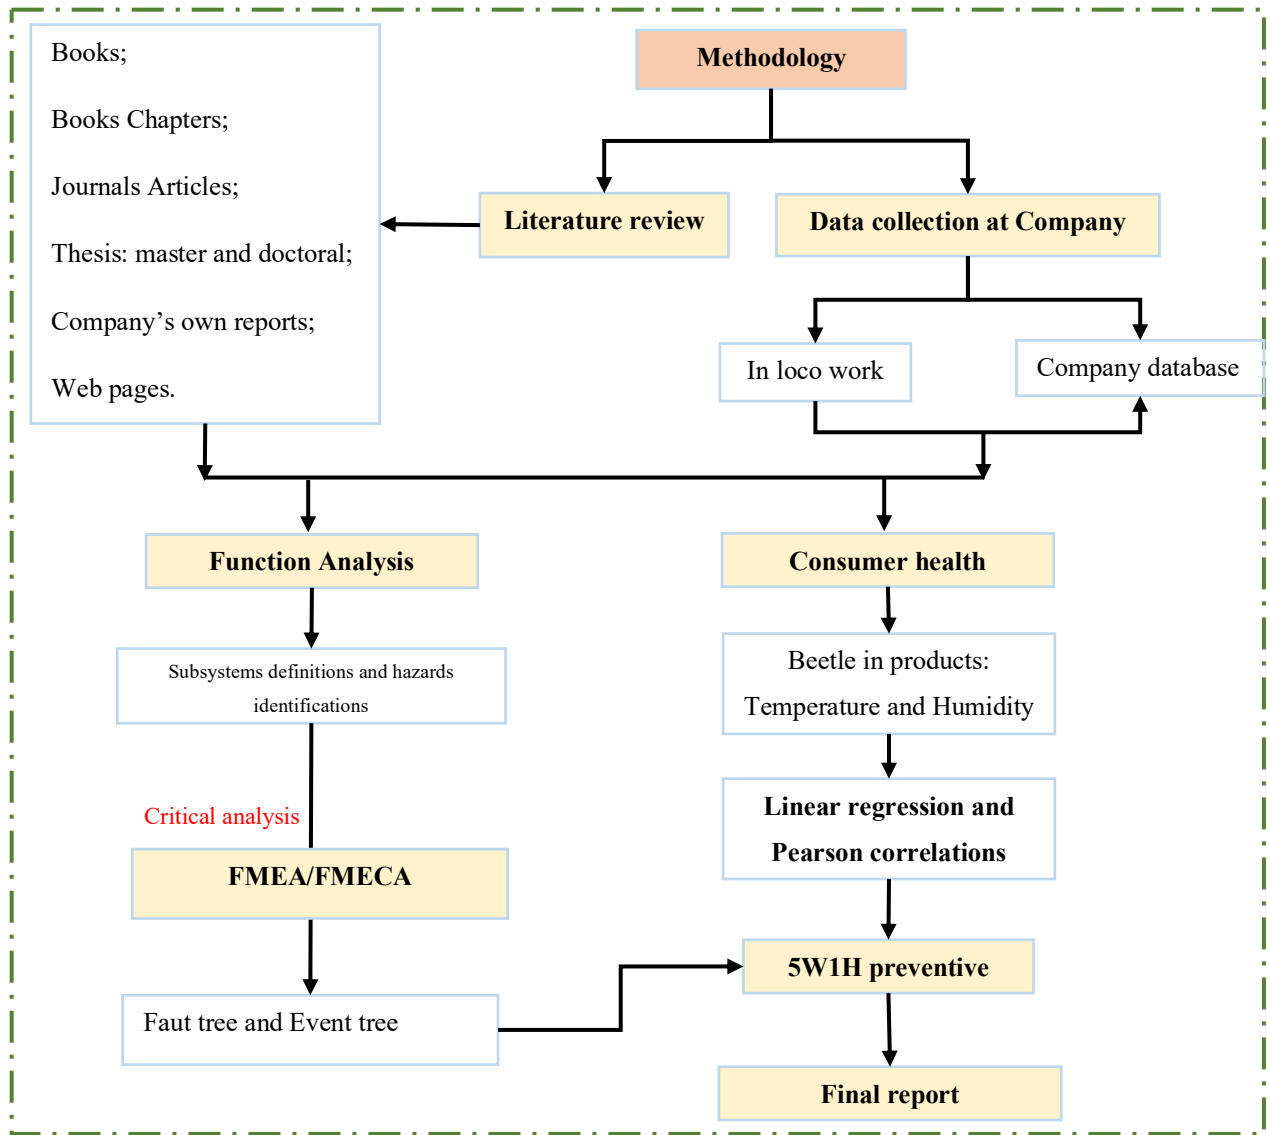 Methodology
Books;
Books Chapters;
Journals Articles;
Thesis: master and doctoral;
Company’s own reports;
Web pages.
Literature review
Data collection at Company
In loco work
Company database
Function Analysis
Subsystems definitions and hazards
identifications
Critical analysis
FMEA/FMECA
Faut tree and Event tree
Consumer health
Beetle in products:
Temperature and Humidity
Linear regression and
Pearson correlations
5W1H preventive
Final report